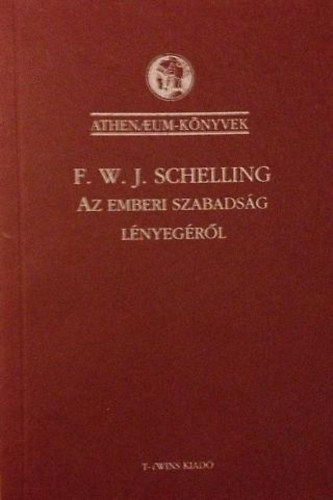 ATHENÆUM-KÖNYVEK
F. W. J. SCHELLING
AZ EMBERI SZABADSÁG
LÉNYEGÉRŐL
T-TWINS KIADÓ